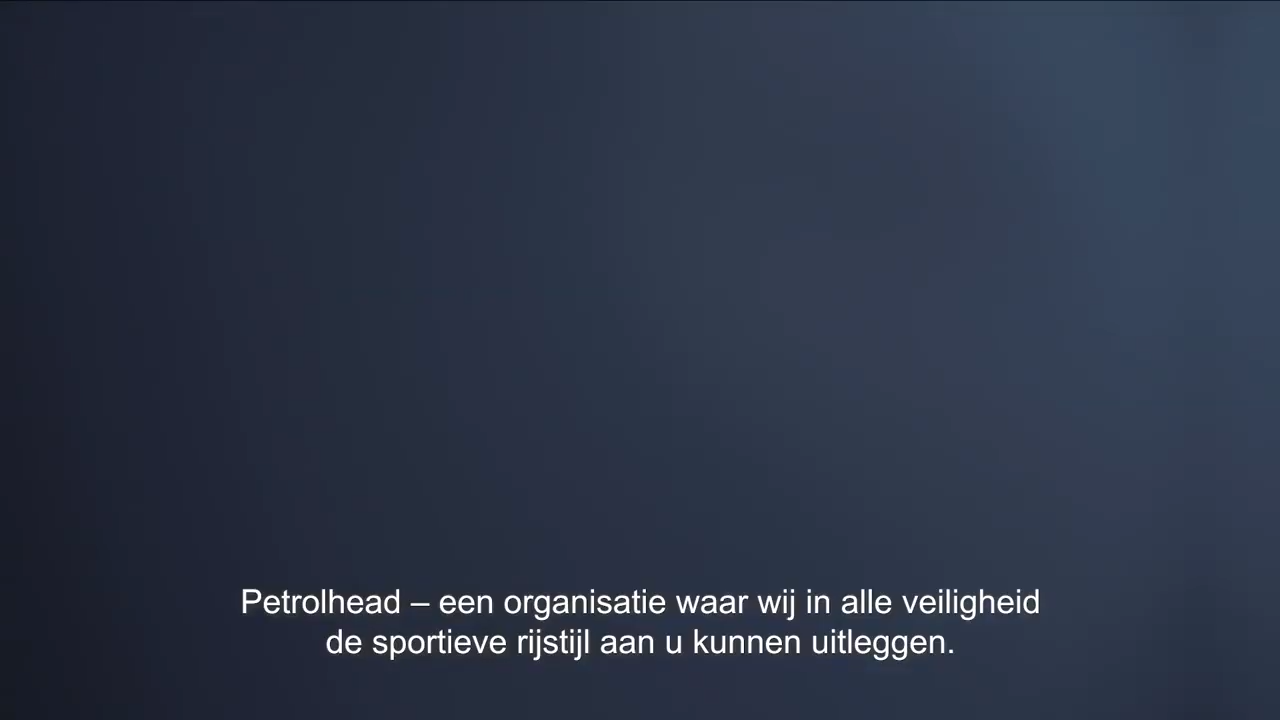 Petrolhead – een organisatie waar wij in alle veiligheid
de sportieve rijstijl aan u kunnen uitleggen.